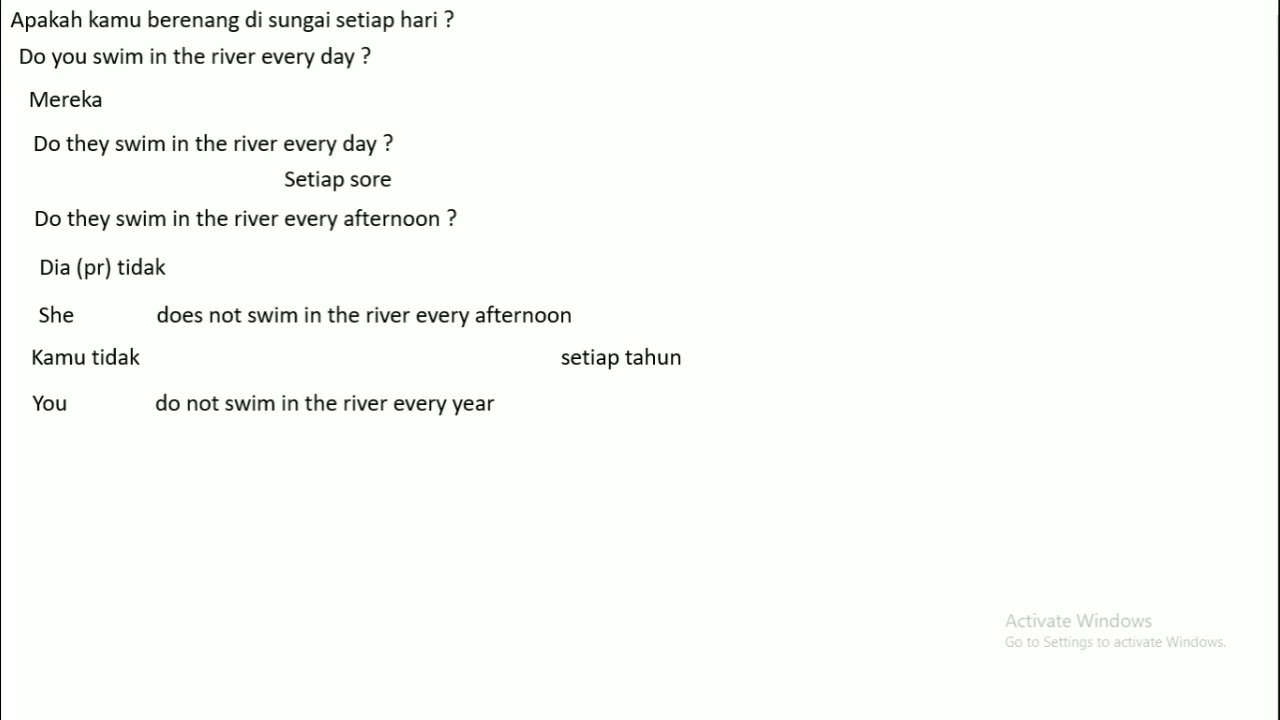 Apakah kamu berenang di sungai setiap hari ?
Do you swim in the river every day ?
Mereka
Do they swim in the river every day ?
Setiap sore
Do they swim in the river every afternoon ?
Dia (pr) tidak
She does not swim in the river every afternoon
Kamu tidak setiap tahun
You do not swim in the river every year
Activate Windows
Go to Settings to activate Windows.